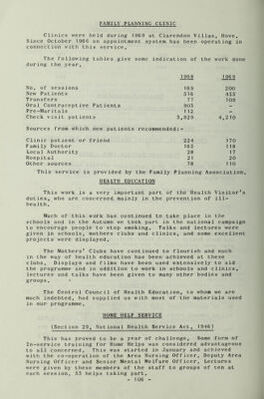 FAMILY PLANNING CLINIC
Clinics were held during 1969 at Clarendon Villas, Hove.
Since October 1966 an appointment system has been operating in
connection with this service.
The following tables give some indication of the work done
during the year,
1968 1969
No. of sessions 189 200
New Patients 516 453
Transfers 77 108
Oral Contraceptive Patients 903 -
Pre-Maritals 112 -
Check visit patients 3,829 4,210
Sources from which new patients recommended:-
Clinic patient or friend 224 170
Family Doctor 162 118
Local Authority 28 17
Hospital 21 20
Other sources 78 110
This service is provided by the Family Planning Association.
HEALTH EDUCATION
This work is a very important part of the Health Visitor's
duties, who are concerned mainly in the prevention of ill-
health.
Much of this work has continued to take place in the
schools and in the Autumn we took part in the national campaign
to encourage people to stop smoking. Talks and lectures were
given in schools, mothers clubs and clinics, and some excellent
projects were displayed.
The Mothers' Clubs have continued to flourish and much
in the way of health education has been achieved at these
clubs. Displays and films have been used extensively to aid
the programme and in addition to work in schools and clinics,
lectures and talks have been given to many other bodies and
groups.
The Central Council of Health Education, to whom we are
much indebted, had supplied us with most of the materials used
in our programme.
HOME HELP SERVICE
(Section 29, National Health Service Act, 1946)
This has proved to be a year of challenge, Some form of
In-service training for Home Helps was considered advantageous
to all concerned. This was started in January and achieved
with the co-operation of the Area Nursing Officer, Deputy Area
Nursing Officer and Senior Mental Welfare Officer. Lectures
were given by these members of the staff to groups of ten at
each session, 55 helps taking part.
- 106 -